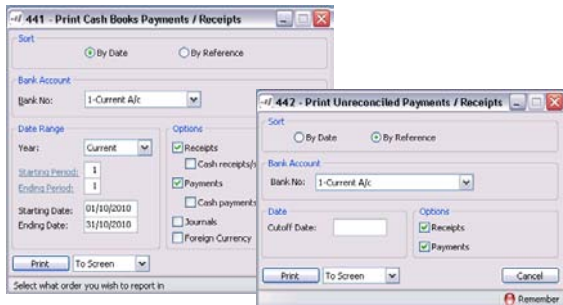 441 - Print Cash Books Payments / Receipts
Sort
By Date
By Reference
Bank Account
Bank No:
1-Current A/c
Date Range
Year:
Current
Starting Period:
1
Ending Period:
1
Starting Date:
01/10/2010
Ending Date:
31/10/2010
Options
Receipts
Cash receipts/s
Payments
Cash payments
Journals
Foreign Currency
Print
To Screen
Select what order you wish to report in
442 - Print Unreconciled Payments / Receipts
Sort
By Date
By Reference
Bank Account
Bank No:
1-Current A/c
Date
Cutoff Date:
Options
Receipts
Payments
Print
To Screen
Cancel
Remember